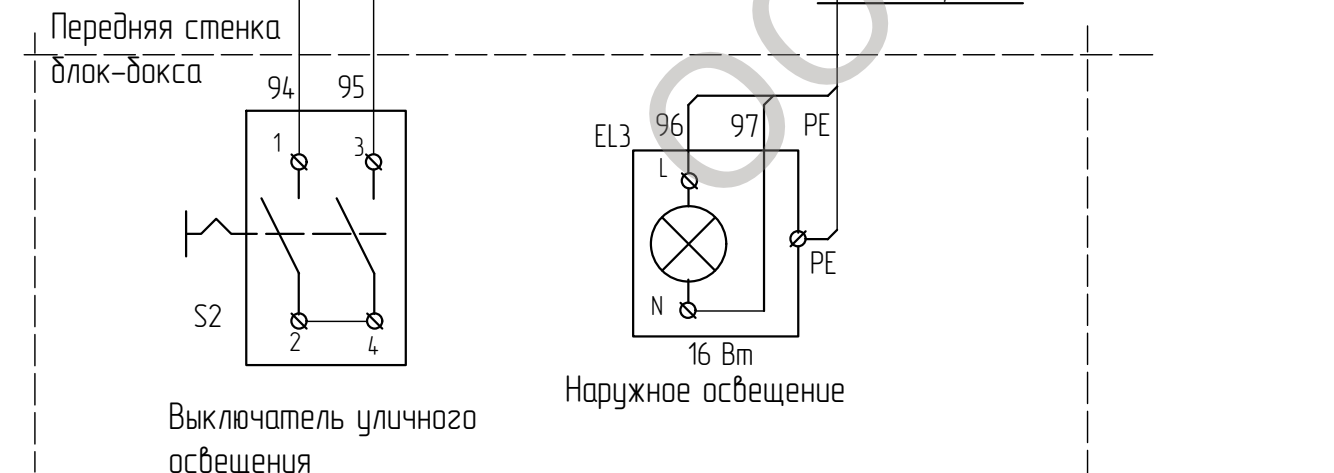 Передняя стенка
блок-бокса
94 95
1 3
S2
2 4
Выключатель уличного
освещения
EL3 96 97 PE
L
PE
N
16 Вт
Наружное освещение